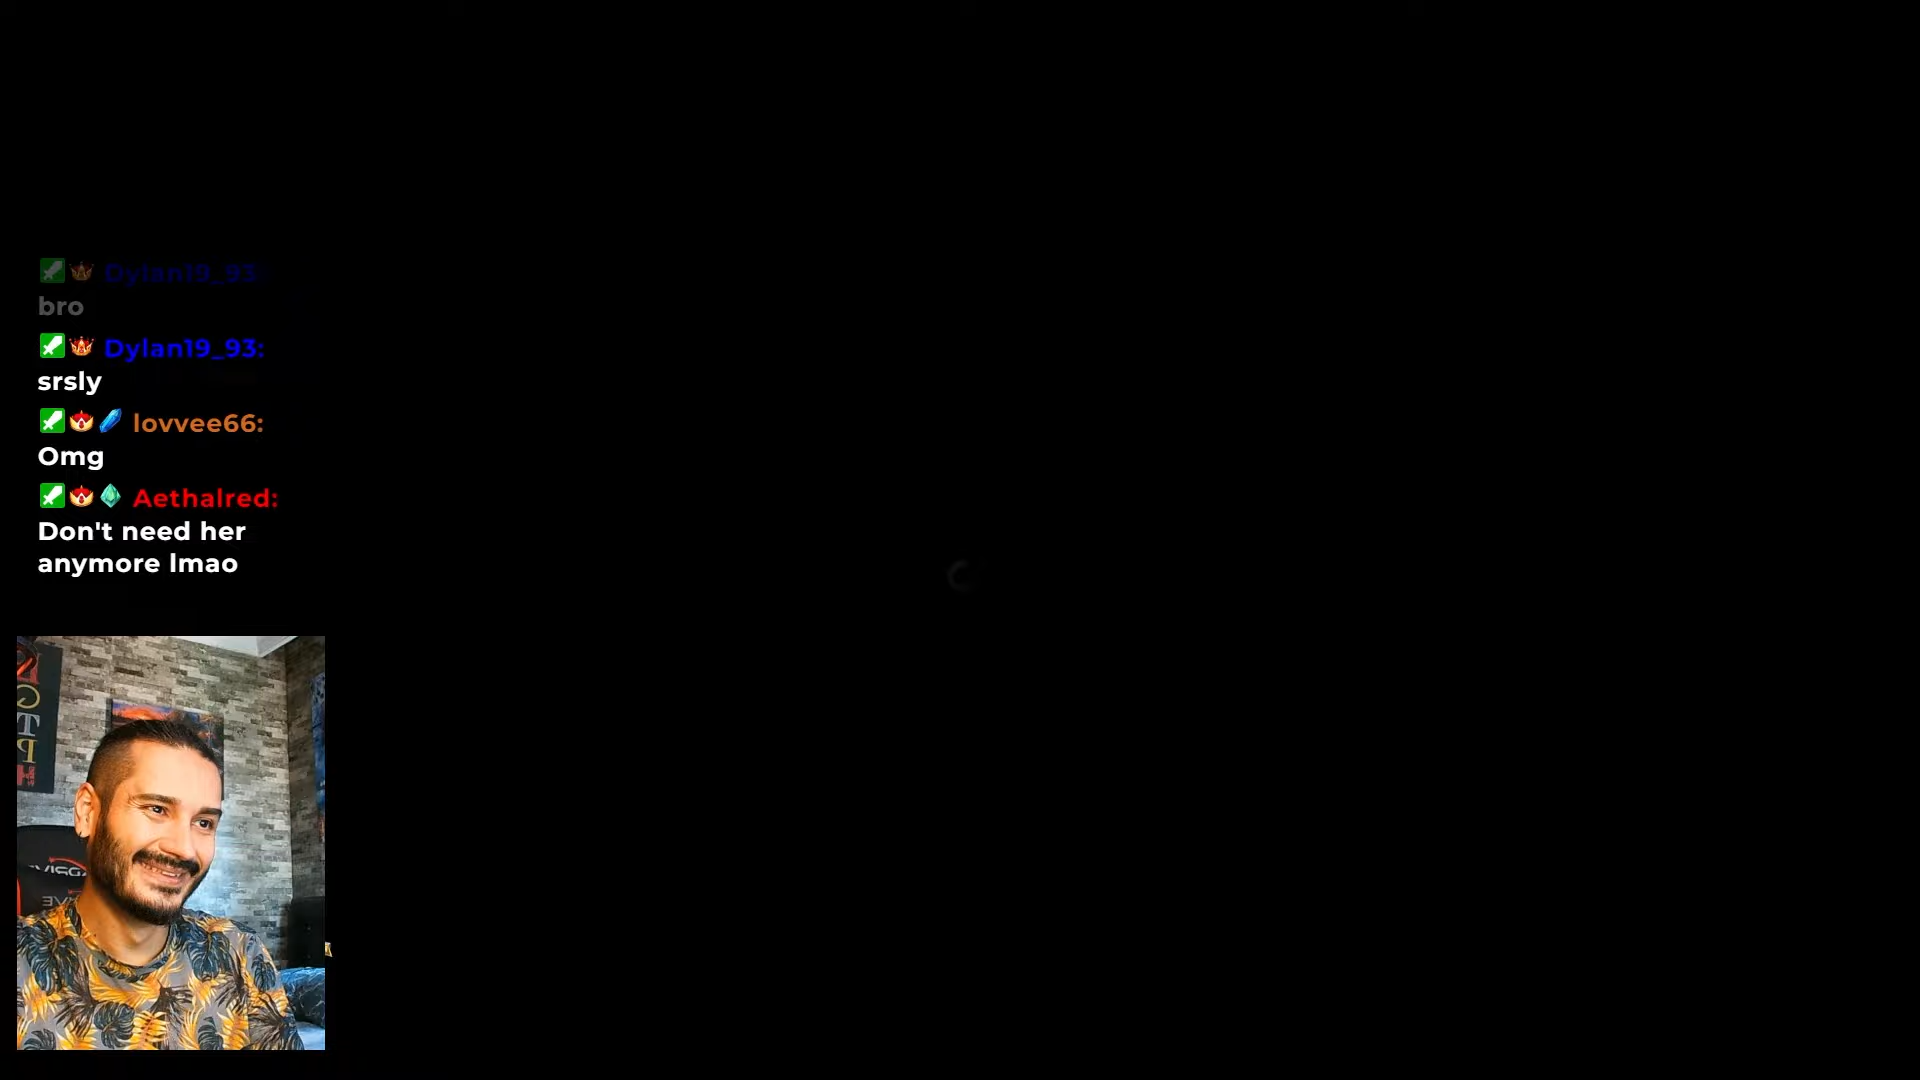 Dylan19_93:
bro
Dylan19_93:
srsly
lovvee66:
Omg
Aethalred:
Don't need her
anymore lmao